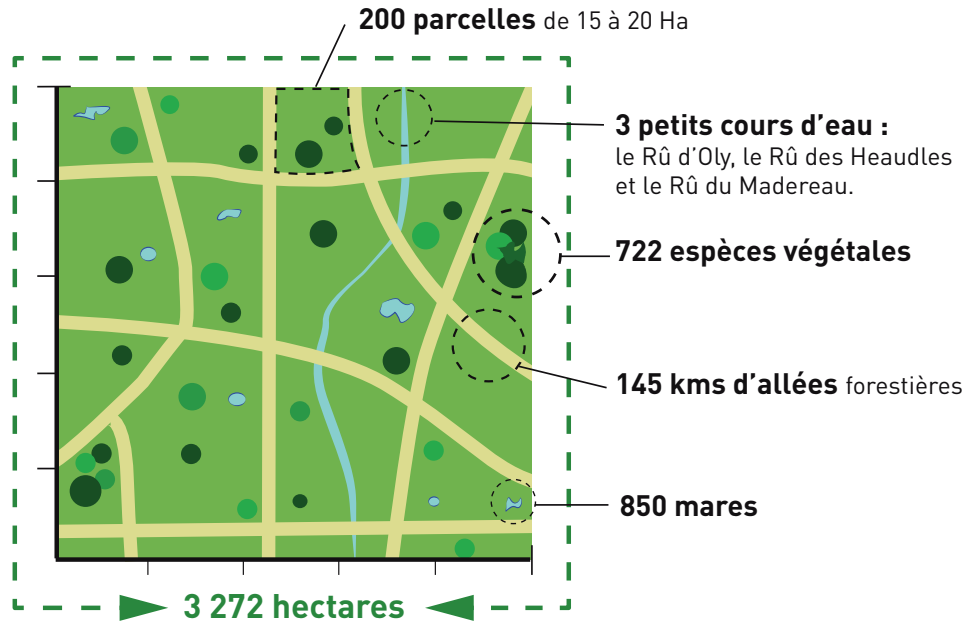 200 parcelles de 15 à 20 Ha
3 petits cours d'eau :
le Rû d'Oly, le Rû des Heaudles
et le Rû du Madereau.
722 espèces végétales
145 kms d'allées forestières
850 mares
3 272 hectares